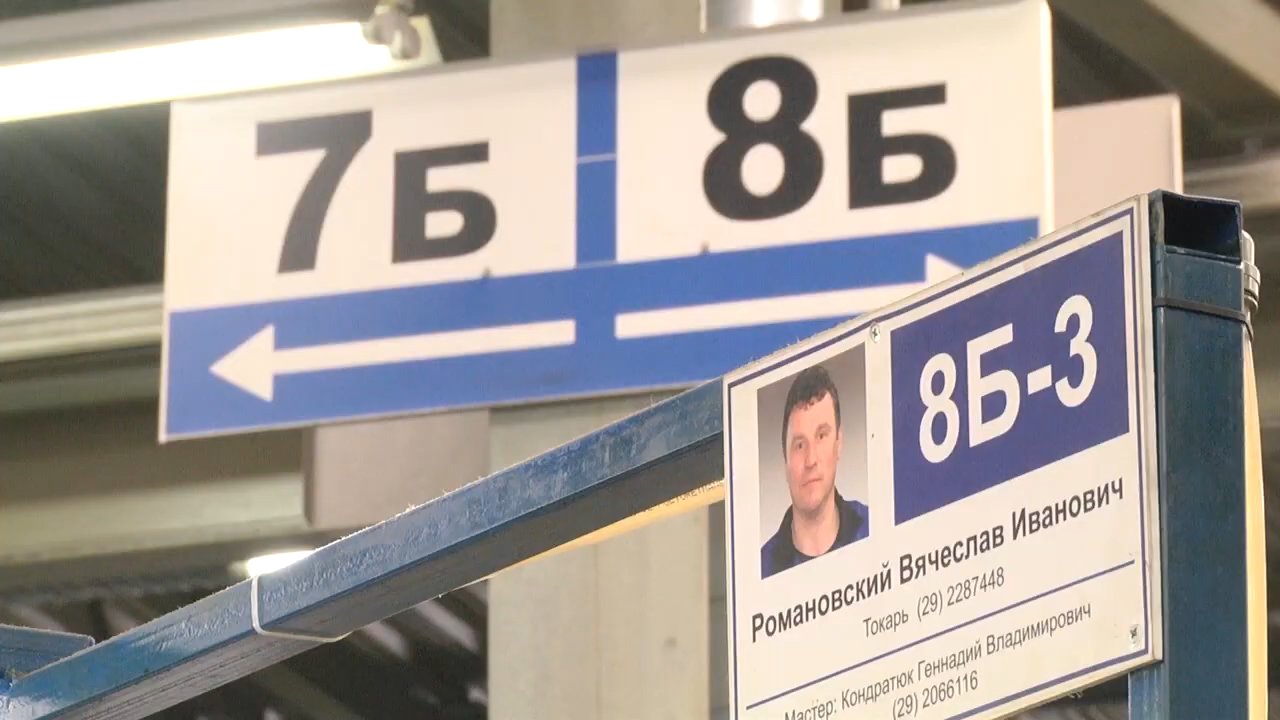 7Б 8Б
8Б-3
Романовский Вячеслав Иванович
Токарь (29) 2287448
Мастер: Кондратюк Геннадий Владимирович
(29) 2066116